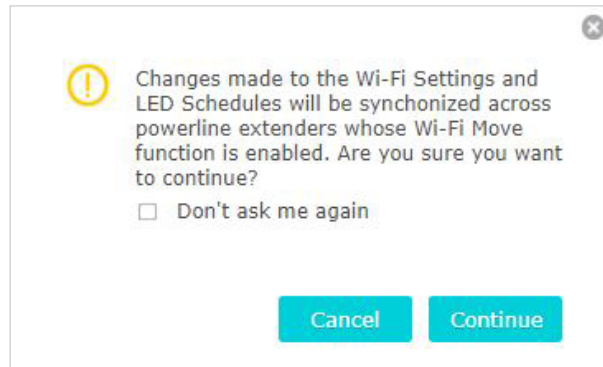 Changes made to the Wi-Fi Settings and
LED Schedules will be synchonized across
powerline extenders whose Wi-Fi Move
function is enabled. Are you sure you want
to continue?
Don't ask me again
Cancel Continue